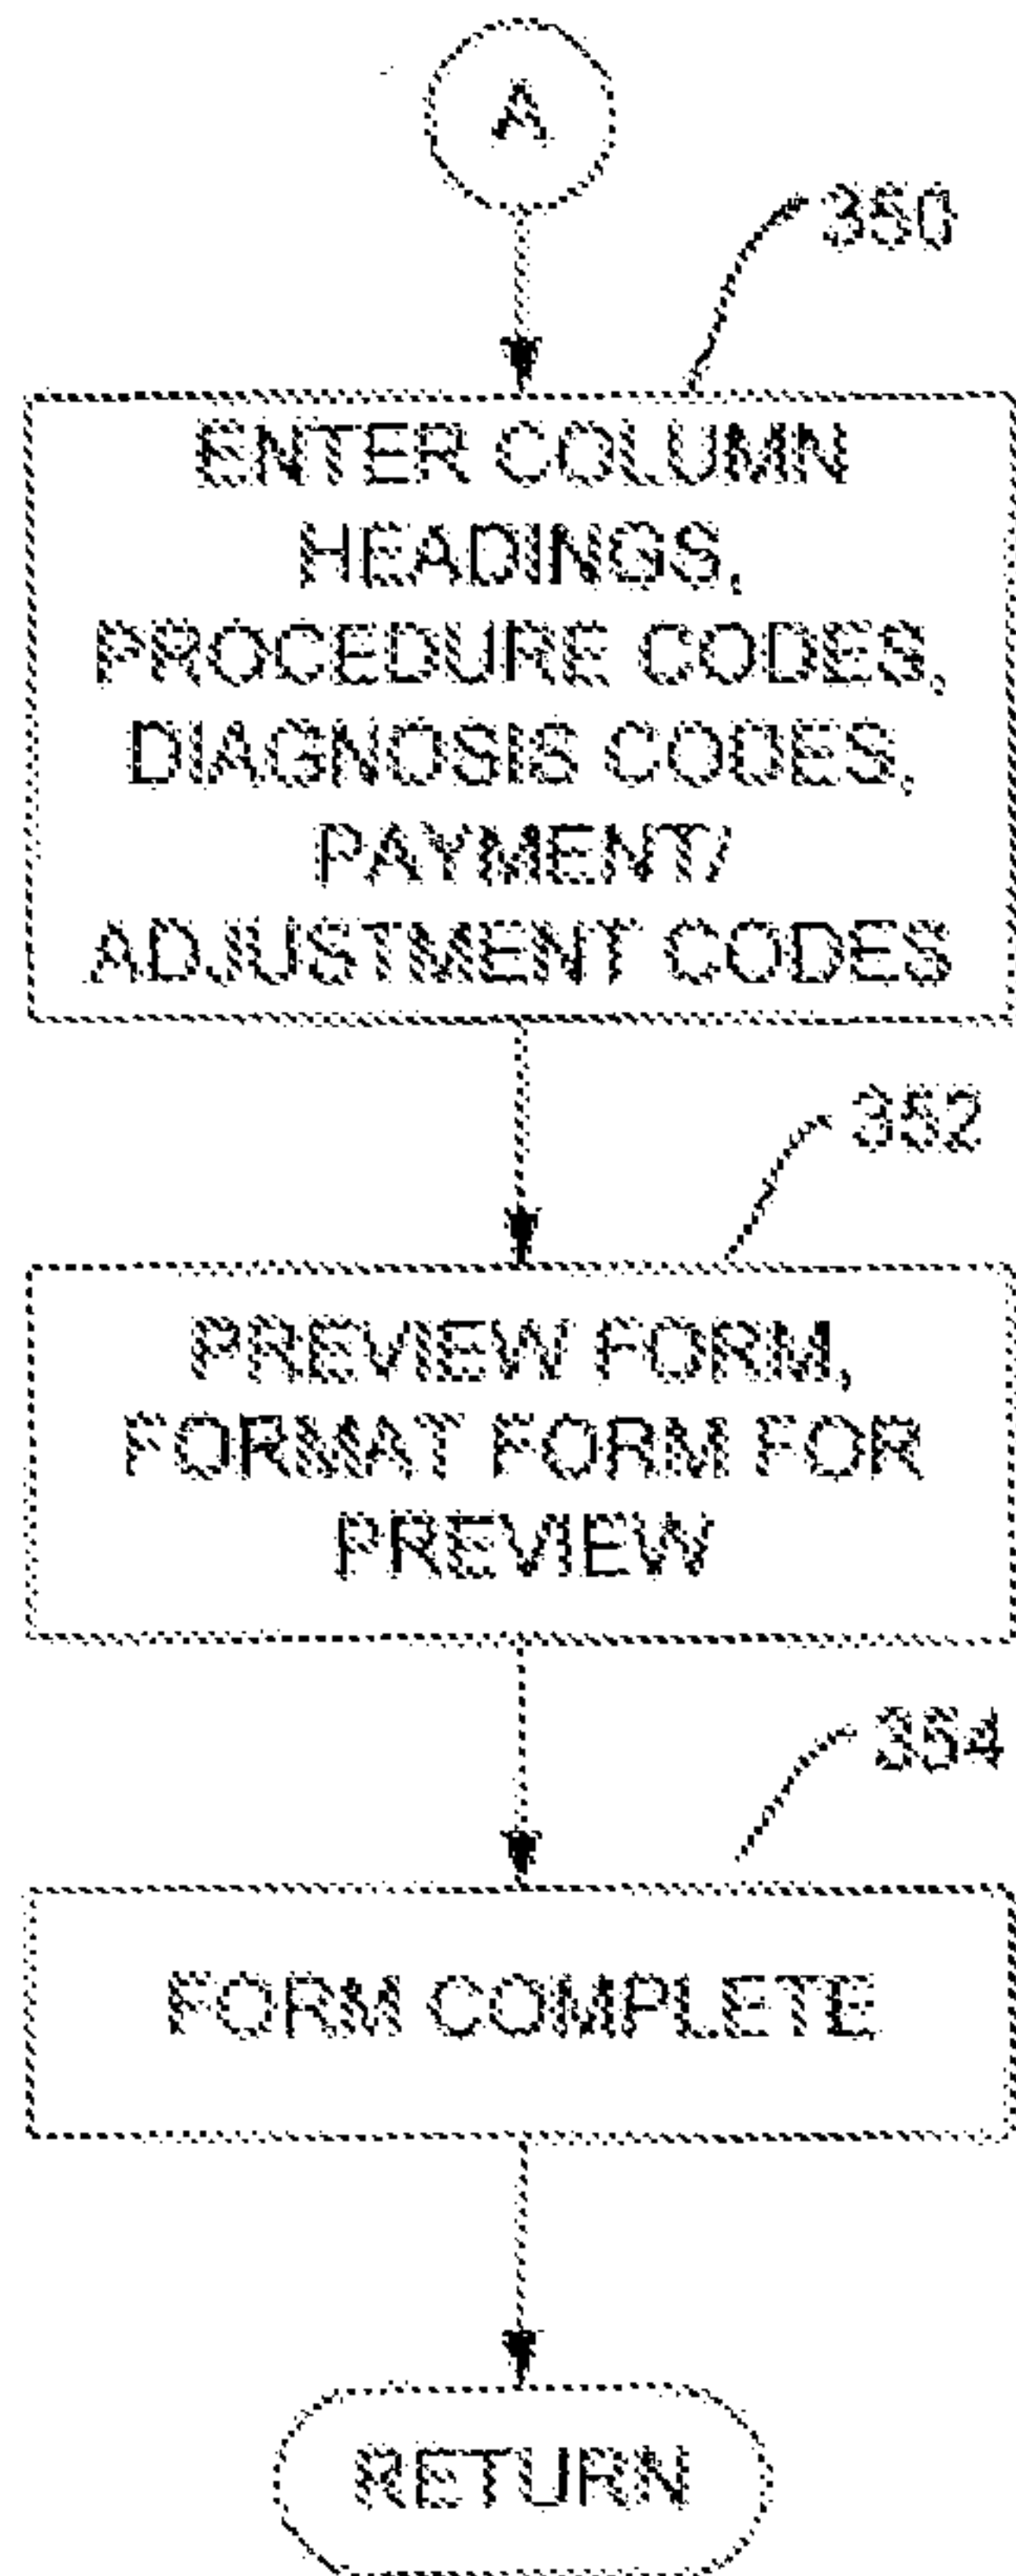 A
350
ENTER COLUMN
HEADINGS,
PROCEDURE CODES,
DIAGNOSIS CODES,
PAYMENT/
ADJUSTMENT CODES
352
PREVIEW FORM,
FORMAT FORM FOR
PREVIEW
354
FORM COMPLETE
RETURN